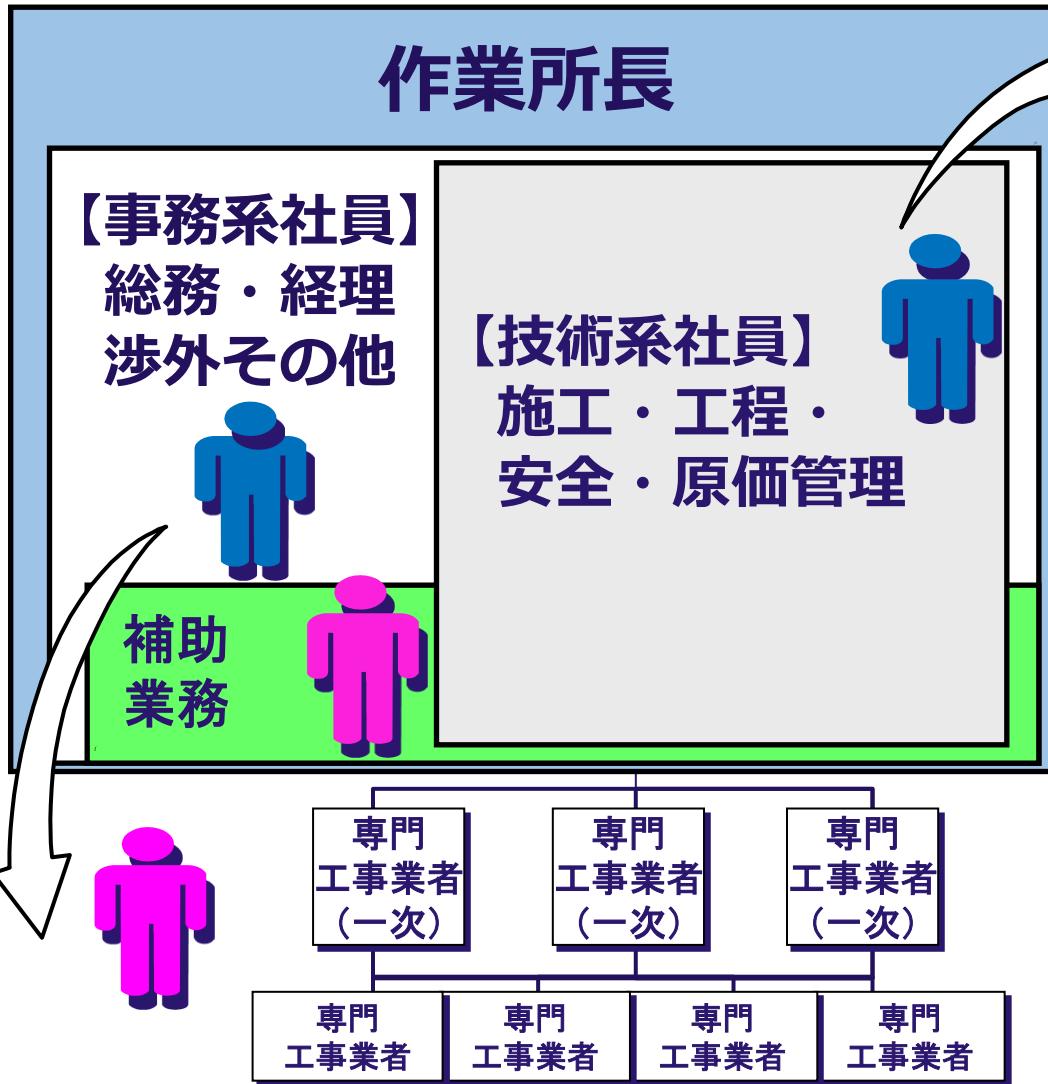 作業所長
【事務系社員】
総務・経理
渉外その他
【技術系社員】
施工・工程・
安全・原価管理
補助
業務
専門
工事業者
(一次)
専門
工事業者
(一次)
専門
工事業者
(一次)
専門
工事業者
専門
工事業者
専門
工事業者
専門
工事業者